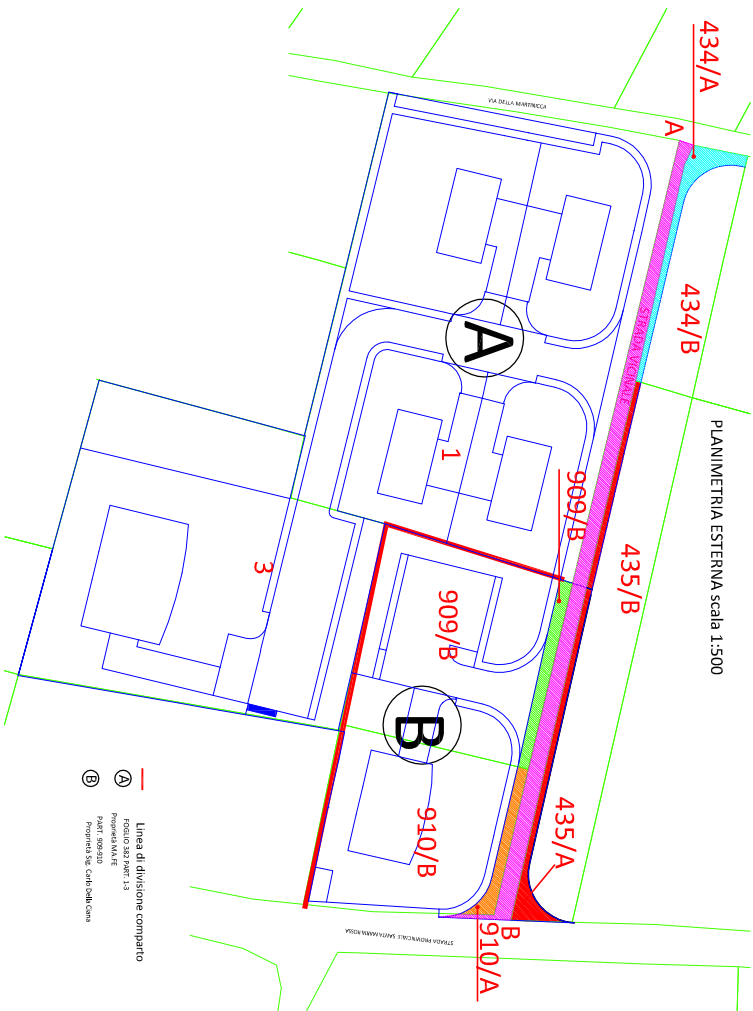 PLANIMETRIA ESTERNA scala 1:500
434/A
A
VIA DELLA MARTINICCA
434/B
STRADA VICINALE
A
1
909/B
435/B
3
909/B
B
910/B
435/A
B
910/A
STRADA PROVINCIALE SANTA MARIA ROSSA
Linea di divisione comparto
A
FOGLIO 382 PART. 1-3
Proprietà MA.FE
B
PART. 909-910
Proprietà Sig. Carlo Della Ciana